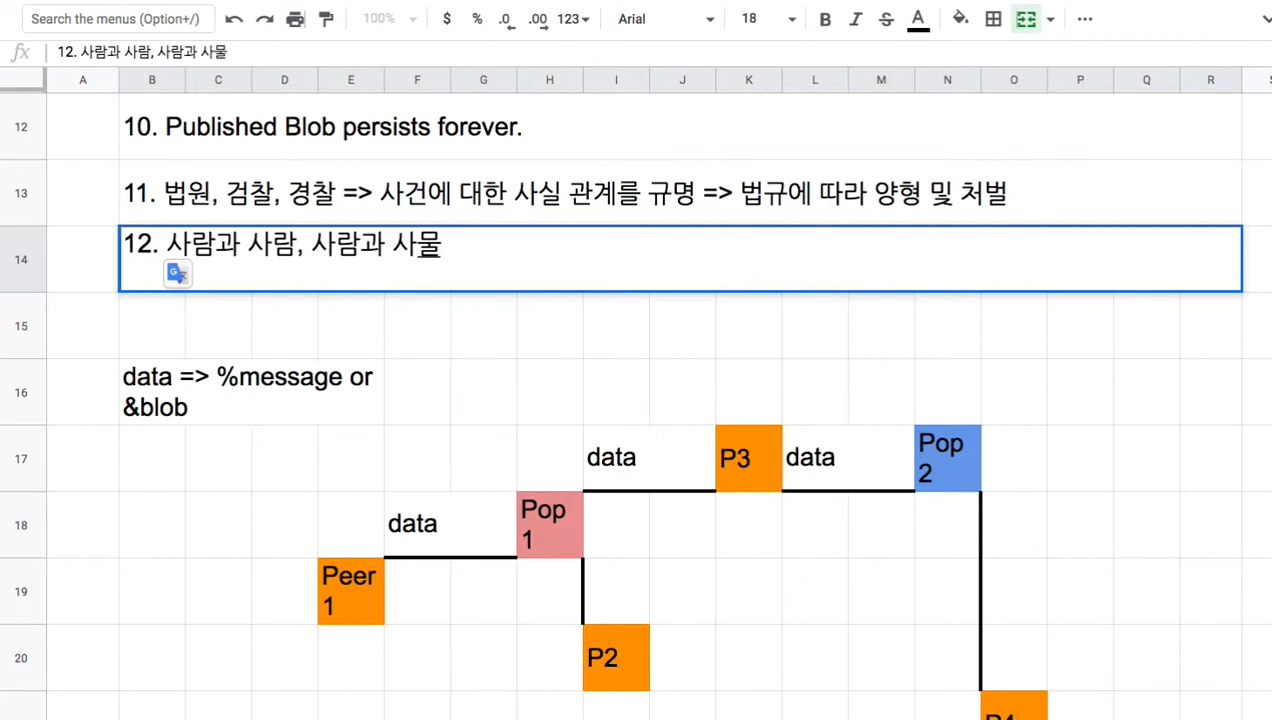 Search the menus (Option+/)
100%
$ % .0 .00 123
Arial
18
B I S A
fx 12. 사람과 사람, 사람과 사물
A B C D E F G H I J K L M N O P Q R
12 10. Published Blob persists forever.
13 11. 법원, 검찰, 경찰 => 사건에 대한 사실 관계를 규명 => 법규에 따라 양형 및 처벌
14 12. 사람과 사람, 사람과 사물
15
16 data => %message or
&blob
17 data P3 data Pop
2
18 data Pop
1
19 Peer
1
20 P2